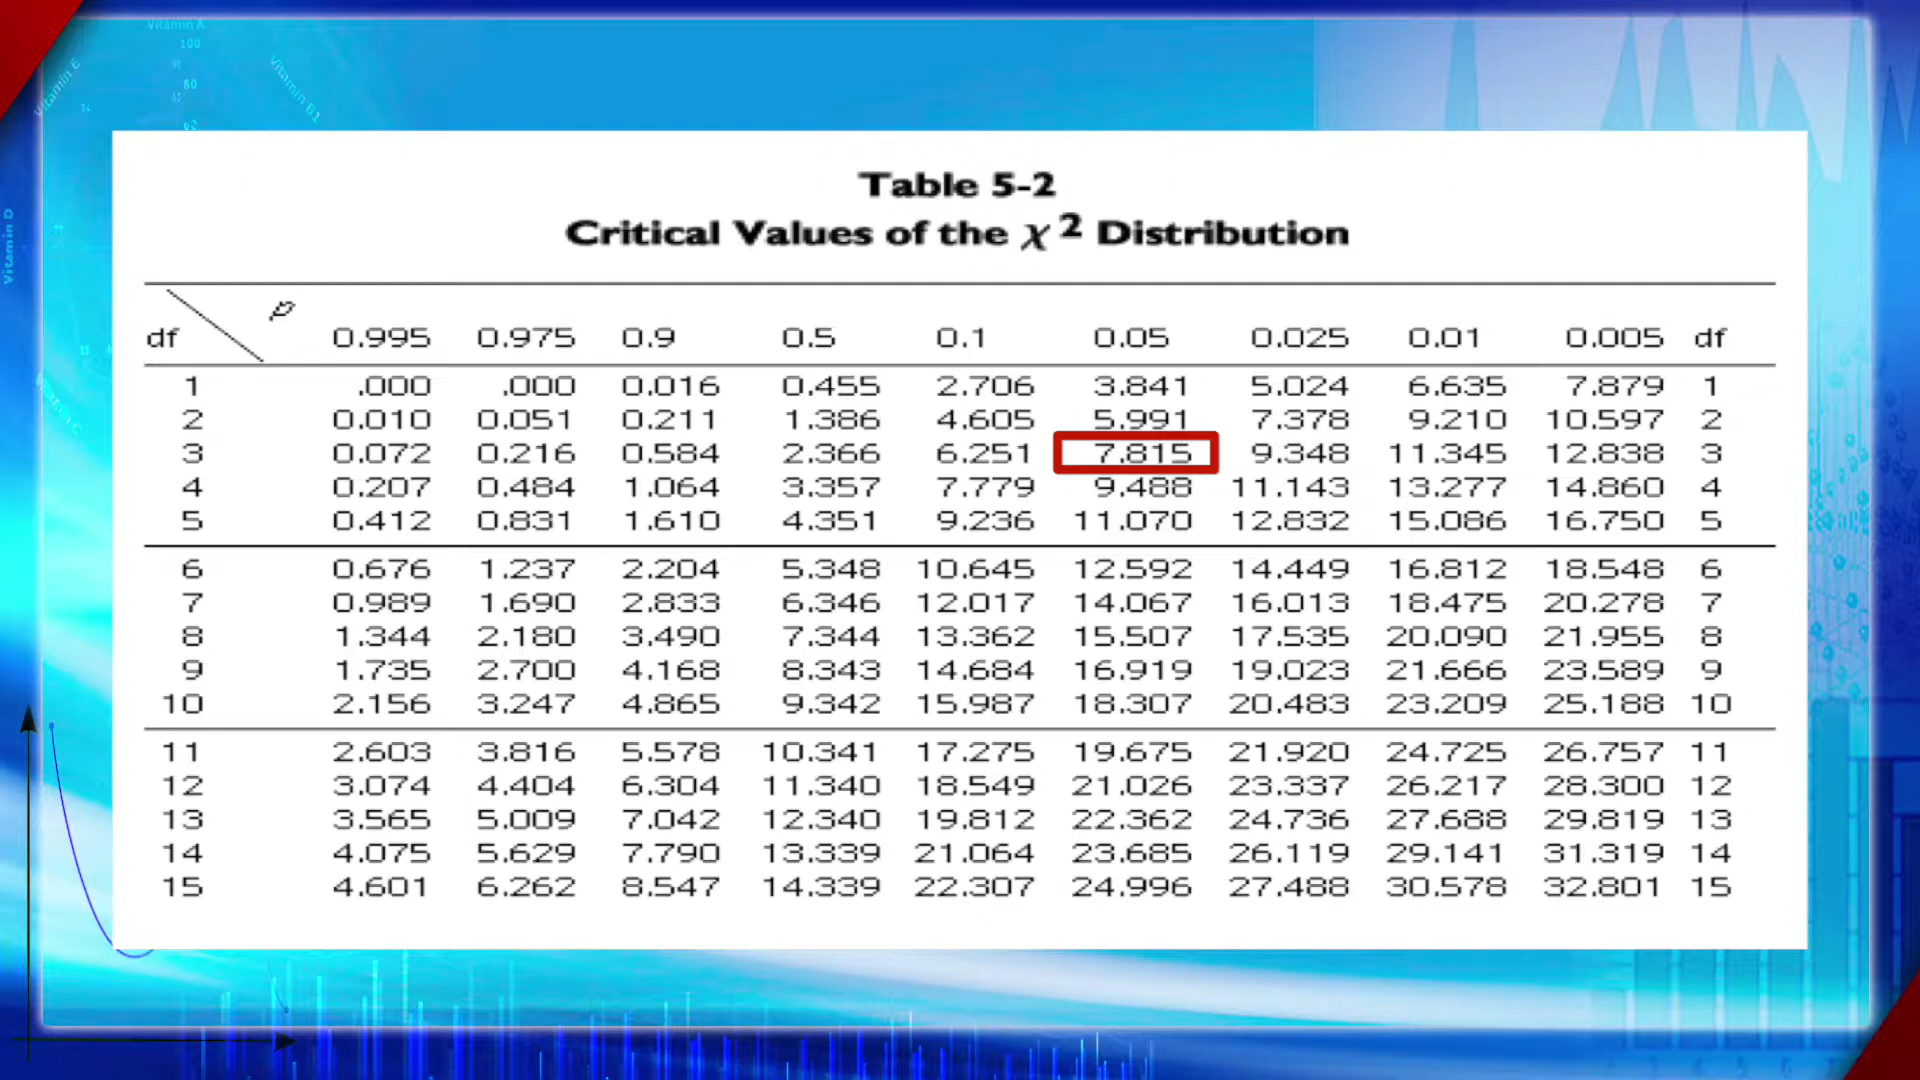 Vitamin A
100
80
Vitamin E
Vitamin B1
Vitamin D
Table 5-2
Critical Values of the χ² Distribution
p
df 0.995 0.975 0.9 0.5 0.1 0.05 0.025 0.01 0.005 df
1 .000 .000 0.016 0.455 2.706 3.841 5.024 6.635 7.879 1
2 0.010 0.051 0.211 1.386 4.605 5.991 7.378 9.210 10.597 2
3 0.072 0.216 0.584 2.366 6.251 7.815 9.348 11.345 12.838 3
4 0.207 0.484 1.064 3.357 7.779 9.488 11.143 13.277 14.860 4
5 0.412 0.831 1.610 4.351 9.236 11.070 12.832 15.086 16.750 5
6 0.676 1.237 2.204 5.348 10.645 12.592 14.449 16.812 18.548 6
7 0.989 1.690 2.833 6.346 12.017 14.067 16.013 18.475 20.278 7
8 1.344 2.180 3.490 7.344 13.362 15.507 17.535 20.090 21.955 8
9 1.735 2.700 4.168 8.343 14.684 16.919 19.023 21.666 23.589 9
10 2.156 3.247 4.865 9.342 15.987 18.307 20.483 23.209 25.188 10
11 2.603 3.816 5.578 10.341 17.275 19.675 21.920 24.725 26.757 11
12 3.074 4.404 6.304 11.340 18.549 21.026 23.337 26.217 28.300 12
13 3.565 5.009 7.042 12.340 19.812 22.362 24.736 27.688 29.819 13
14 4.075 5.629 7.790 13.339 21.064 23.685 26.119 29.141 31.319 14
15 4.601 6.262 8.547 14.339 22.307 24.996 27.488 30.578 32.801 15